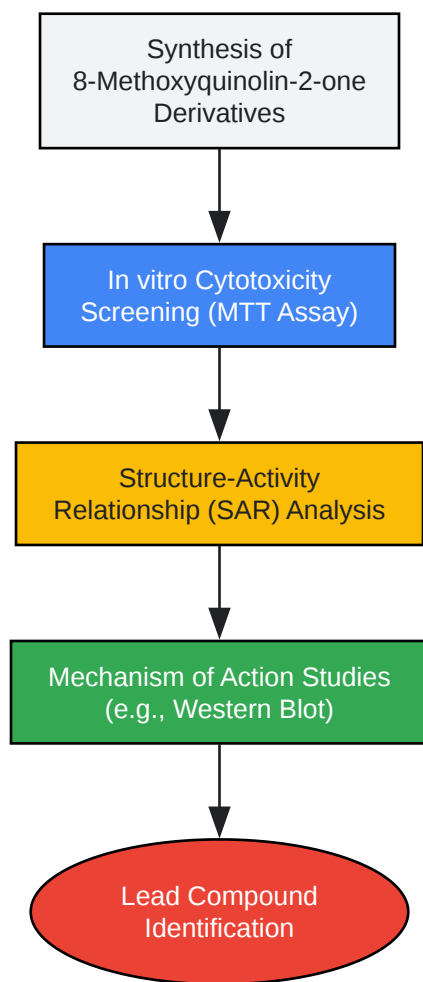 Synthesis of
8-Methoxyquinolin-2-one
Derivatives
In vitro Cytotoxicity
Screening (MTT Assay)
Structure-Activity
Relationship (SAR) Analysis
Mechanism of Action Studies
(e.g., Western Blot)
Lead Compound
Identification